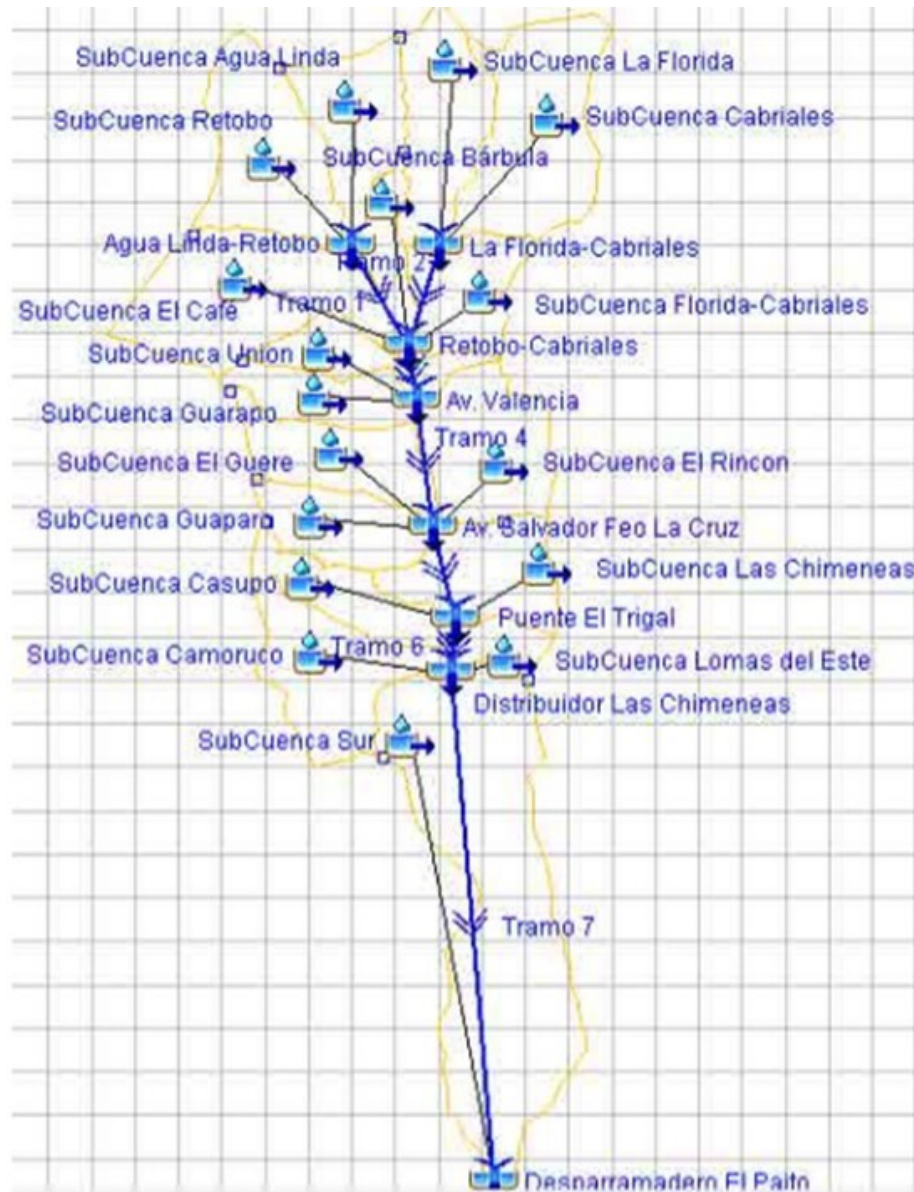 SubCuenca Agua Linda
SubCuenca La Florida
SubCuenca Retobo
SubCuenca Cabriales
SubCuenca Bárbula
Agua Linda-Retobo
La Florida-Cabriales
Tramo 2
SubCuenca El Café
Tramo 1
SubCuenca Florida-Cabriales
SubCuenca Union
Retobo-Cabriales
SubCuenca Guarapo
Av. Valencia
Tramo 4
SubCuenca El Guere
SubCuenca El Rincon
SubCuenca Guaparo
Av. Salvador Feo La Cruz
SubCuenca Casupo
SubCuenca Las Chimeneas
Puente El Trigal
SubCuenca Camoruco
Tramo 6
SubCuenca Lomas del Este
Distribuidor Las Chimeneas
SubCuenca Sur
Tramo 7
Desparramadero El Paito